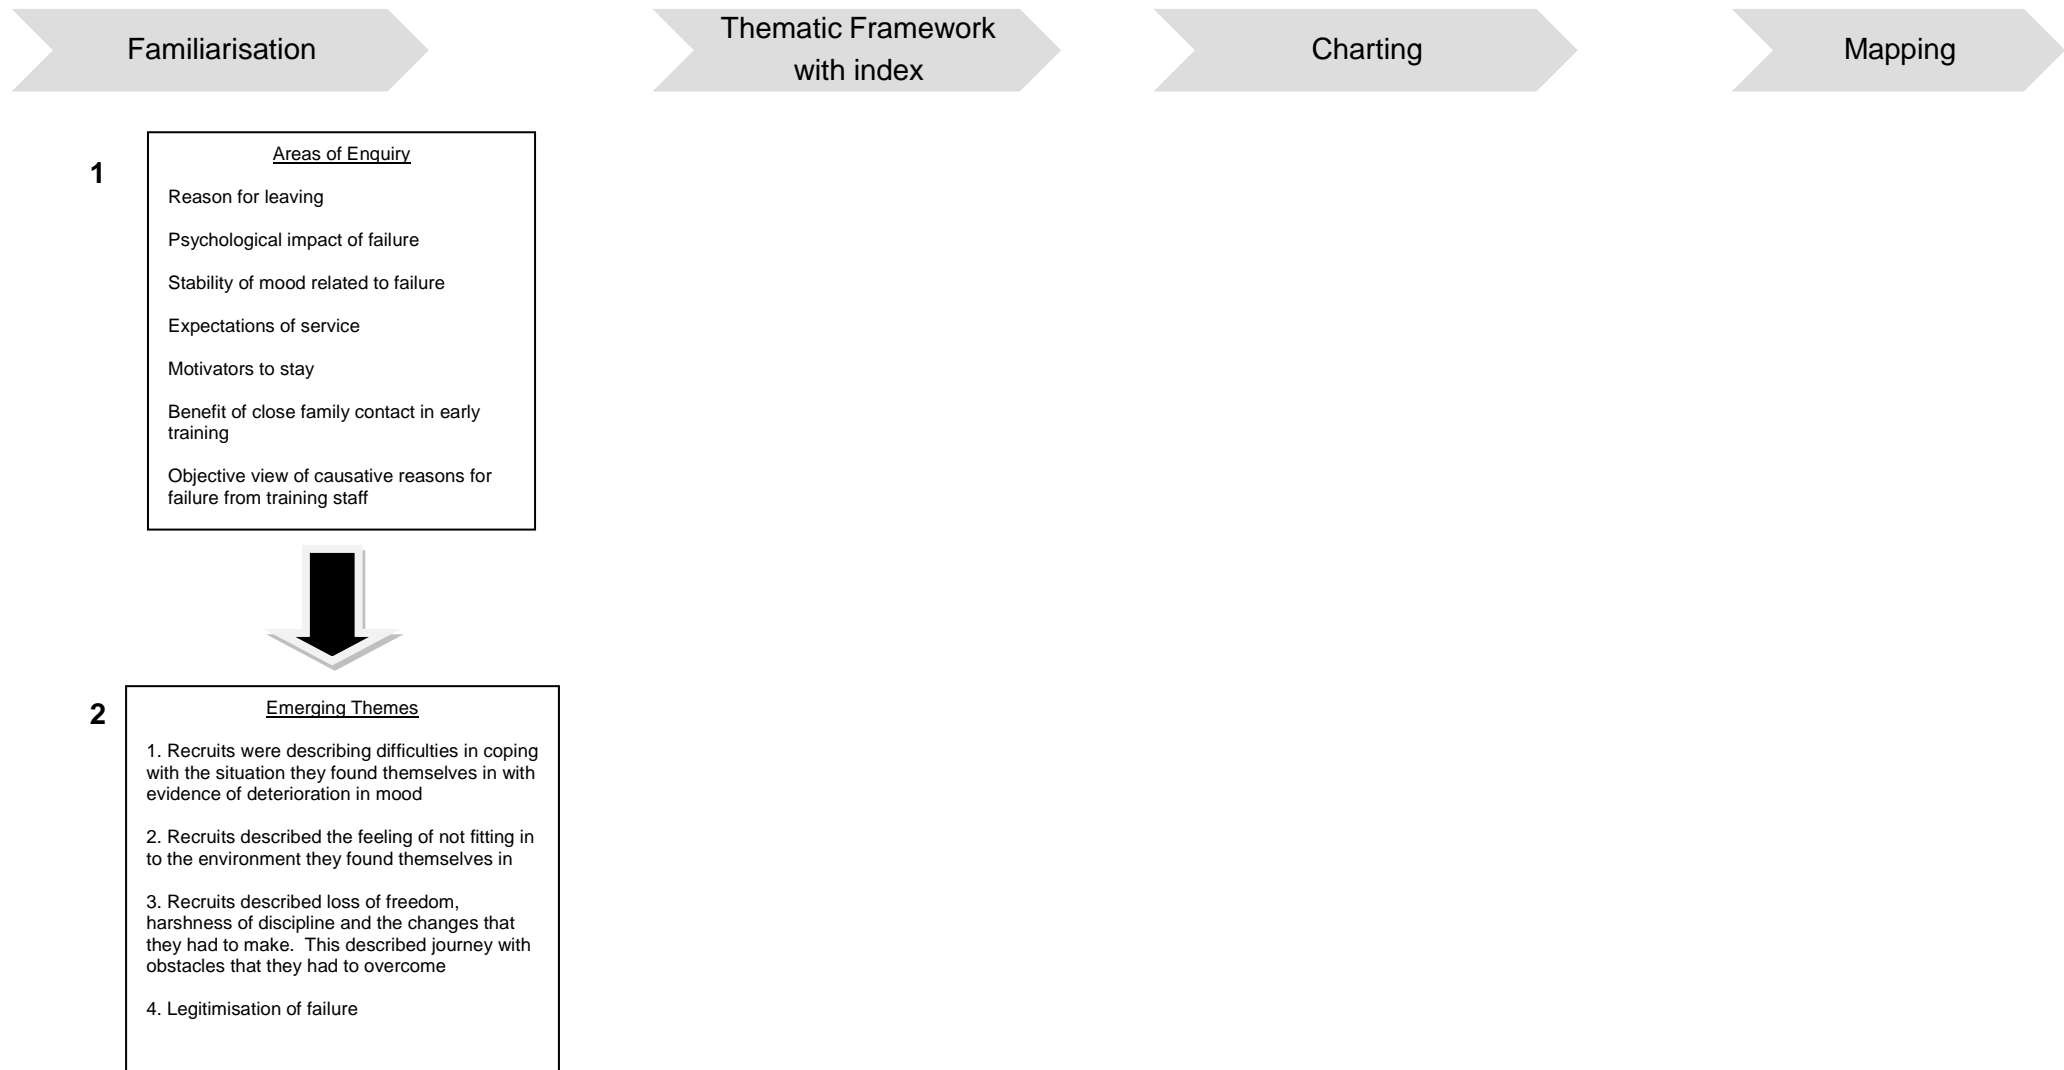 Familiarisation
Thematic Framework
with index
Charting
Mapping
1
Areas of Enquiry
Reason for leaving
Psychological impact of failure
Stability of mood related to failure
Expectations of service
Motivators to stay
Benefit of close family contact in early
training
Objective view of causative reasons for
failure from training staff
2
Emerging Themes
1. Recruits were describing difficulties in coping
with the situation they found themselves in with
evidence of deterioration in mood
2. Recruits described the feeling of not fitting in
to the environment they found themselves in
3. Recruits described loss of freedom,
harshness of discipline and the changes that
they had to make.  This described journey with
obstacles that they had to overcome
4. Legitimisation of failure